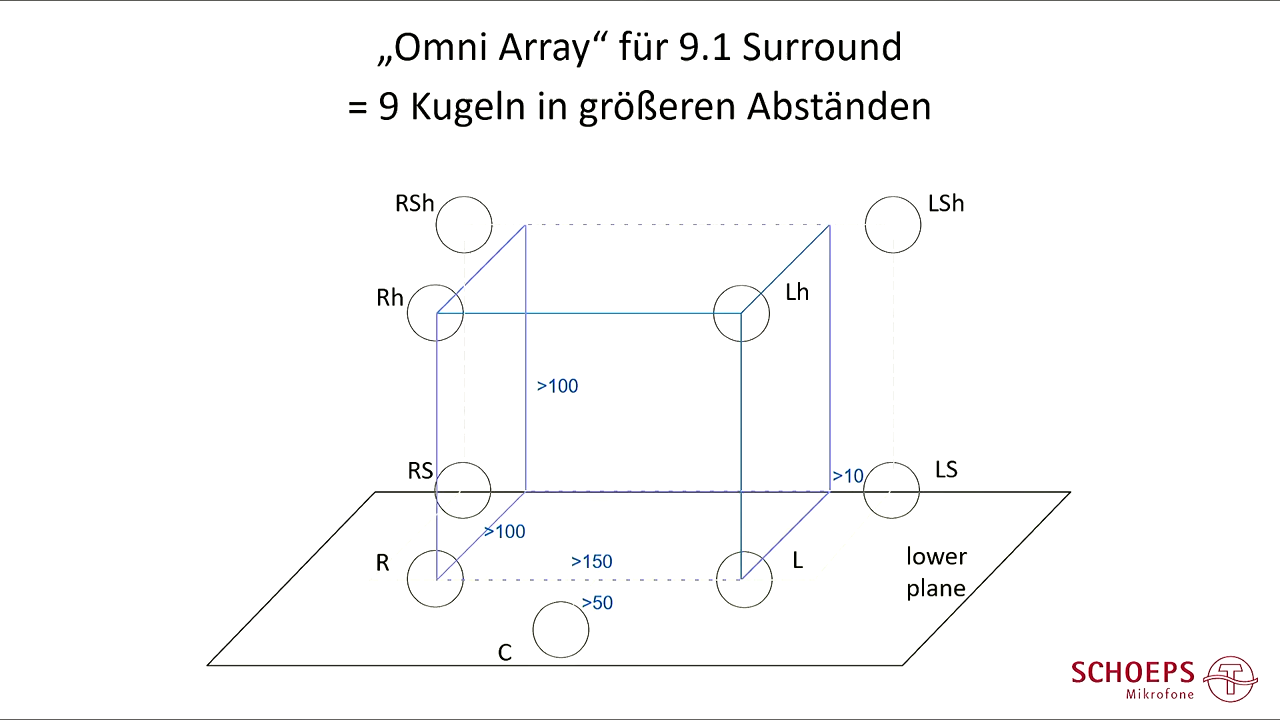 „Omni Array“ für 9.1 Surround
= 9 Kugeln in größeren Abständen
RSh
LSh
Rh
Lh
>100
RS
>10
LS
>100
R
>150
L
lower
plane
>50
C
SCHOEPS
Mikrofone